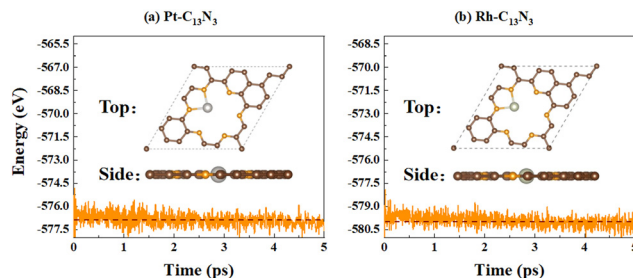 (a) Pt-C₁₃N₃
(b) Rh-C₁₃N₃
Energy (eV)
-565.5
-567.0
-568.5
-570.0
-571.5
-573.0
-574.5
-576.0
-577.5
Top:
Side:
0 1 2 3 4 5
Time (ps)
-568.5
-570.0
-571.5
-573.0
-574.5
-576.0
-577.5
-579.0
-580.5
Top:
Side:
0 1 2 3 4 5
Time (ps)